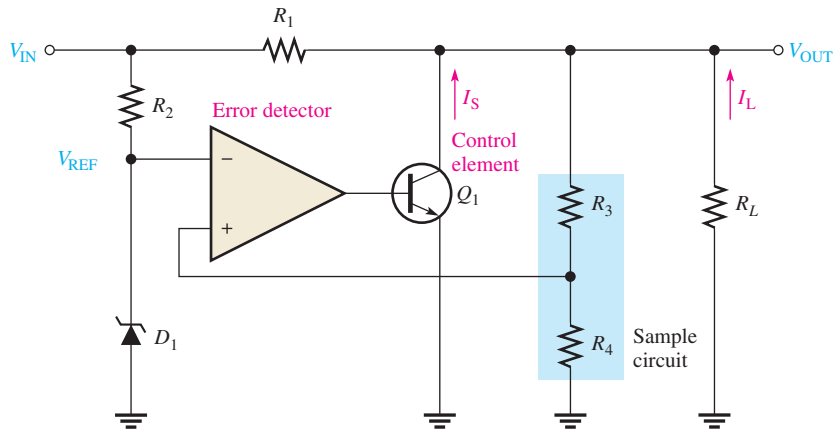 R1
VIN
VOUT
R2
Error detector
IS
IL
Control
element
VREF
−
Q1
R3
RL
+
D1
R4
Sample
circuit